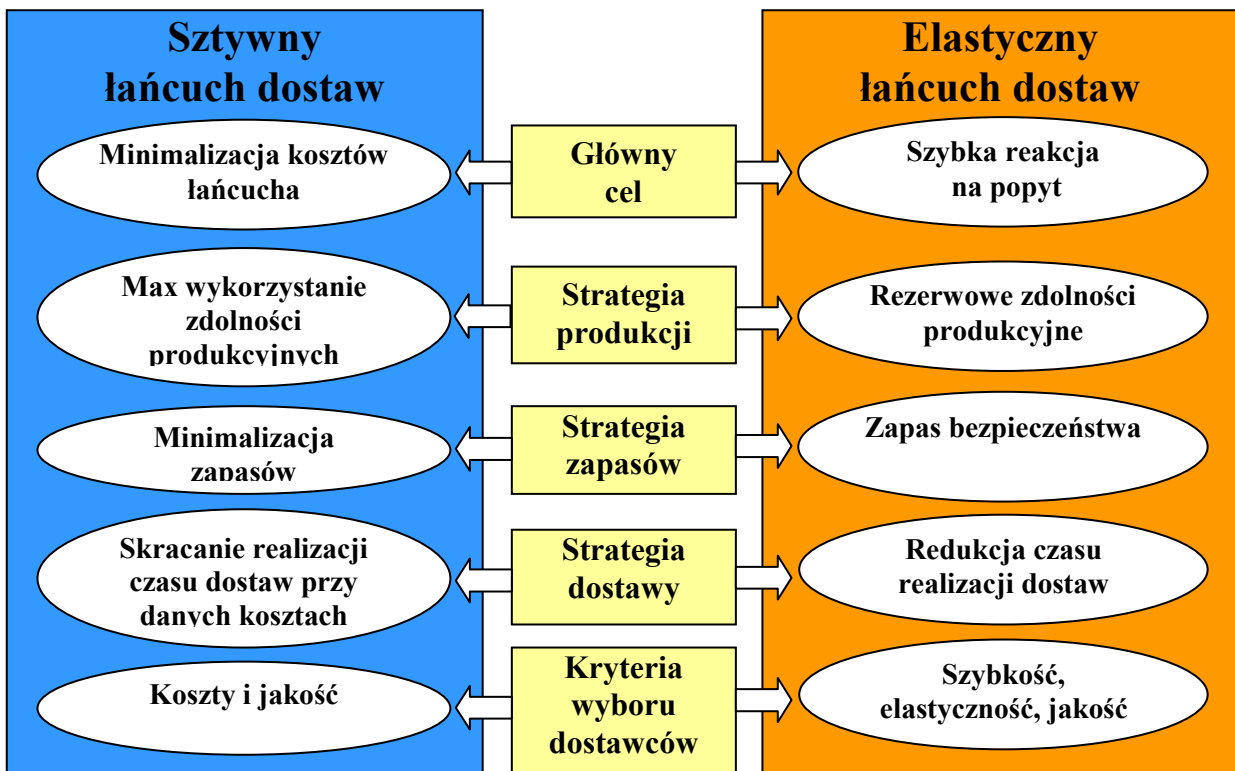 Sztywny
łańcuch dostaw
Elastyczny
łańcuch dostaw
Minimalizacja kosztów
łańcucha
Główny
cel
Szybka reakcja
na popyt
Max wykorzystanie
zdolności
produkcyjnych
Strategia
produkcji
Rezerwowe zdolności
produkcyjne
Minimalizacja
zapasów
Strategia
zapasów
Zapas bezpieczeństwa
Skracanie realizacji
czasu dostaw przy
danych kosztach
Strategia
dostawy
Redukcja czasu
realizacji dostaw
Koszty i jakość
Kryteria
wyboru
dostawców
Szybkość,
elastyczność, jakość